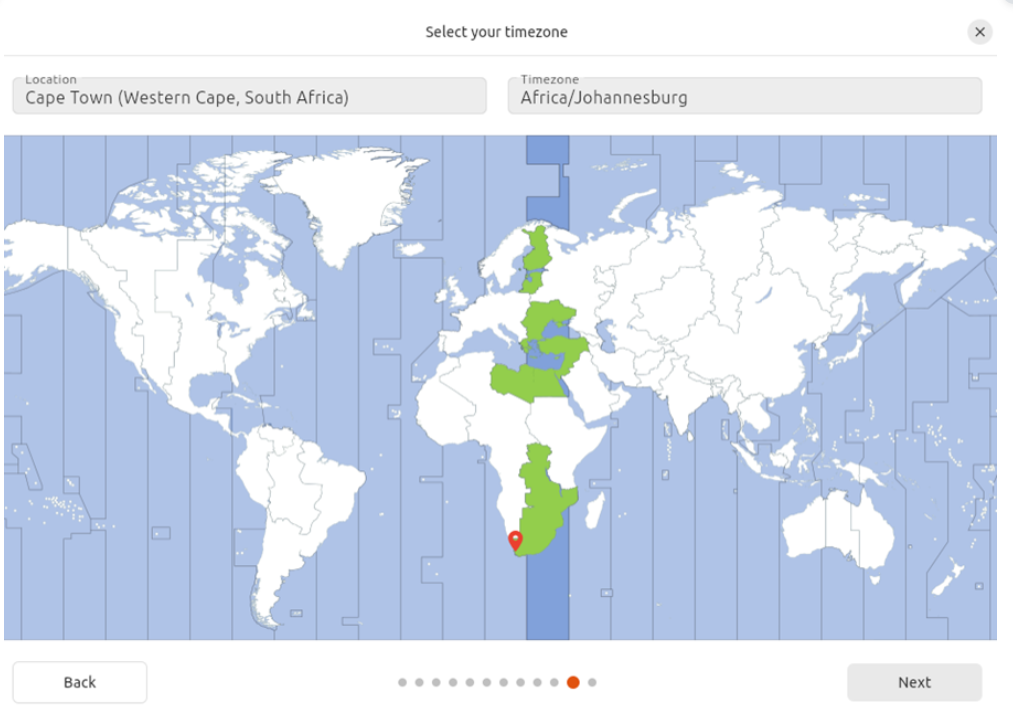 Select your timezone
Location
Cape Town (Western Cape, South Africa)
Timezone
Africa/Johannesburg
Back
Next